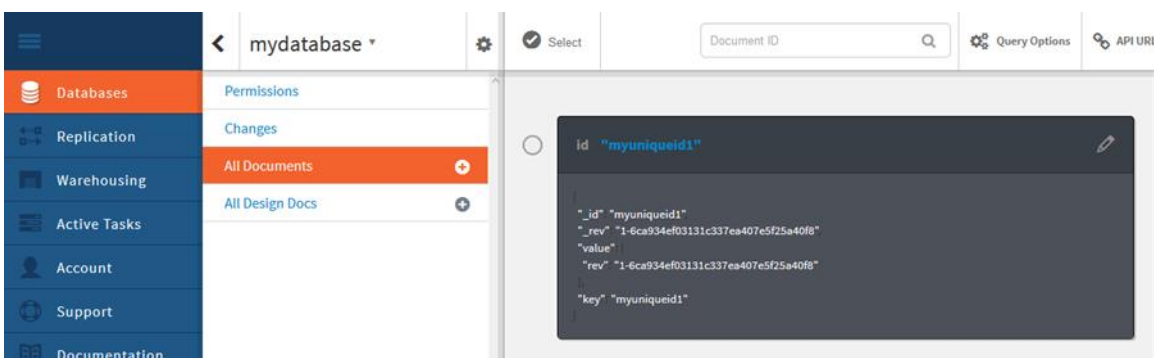 mydatabase
Select
Document ID
Query Options
API URL
Databases
Replication
Warehousing
Active Tasks
Account
Support
Documentation
Permissions
Changes
All Documents
All Design Docs
id "myuniqueid1"
{
"_id" "myuniqueid1"
"_rev" "1-6ca934ef03131c337ea407e5f25a40f8"
"value" {
"rev" "1-6ca934ef03131c337ea407e5f25a40f8"
},
"key" "myuniqueid1"
}